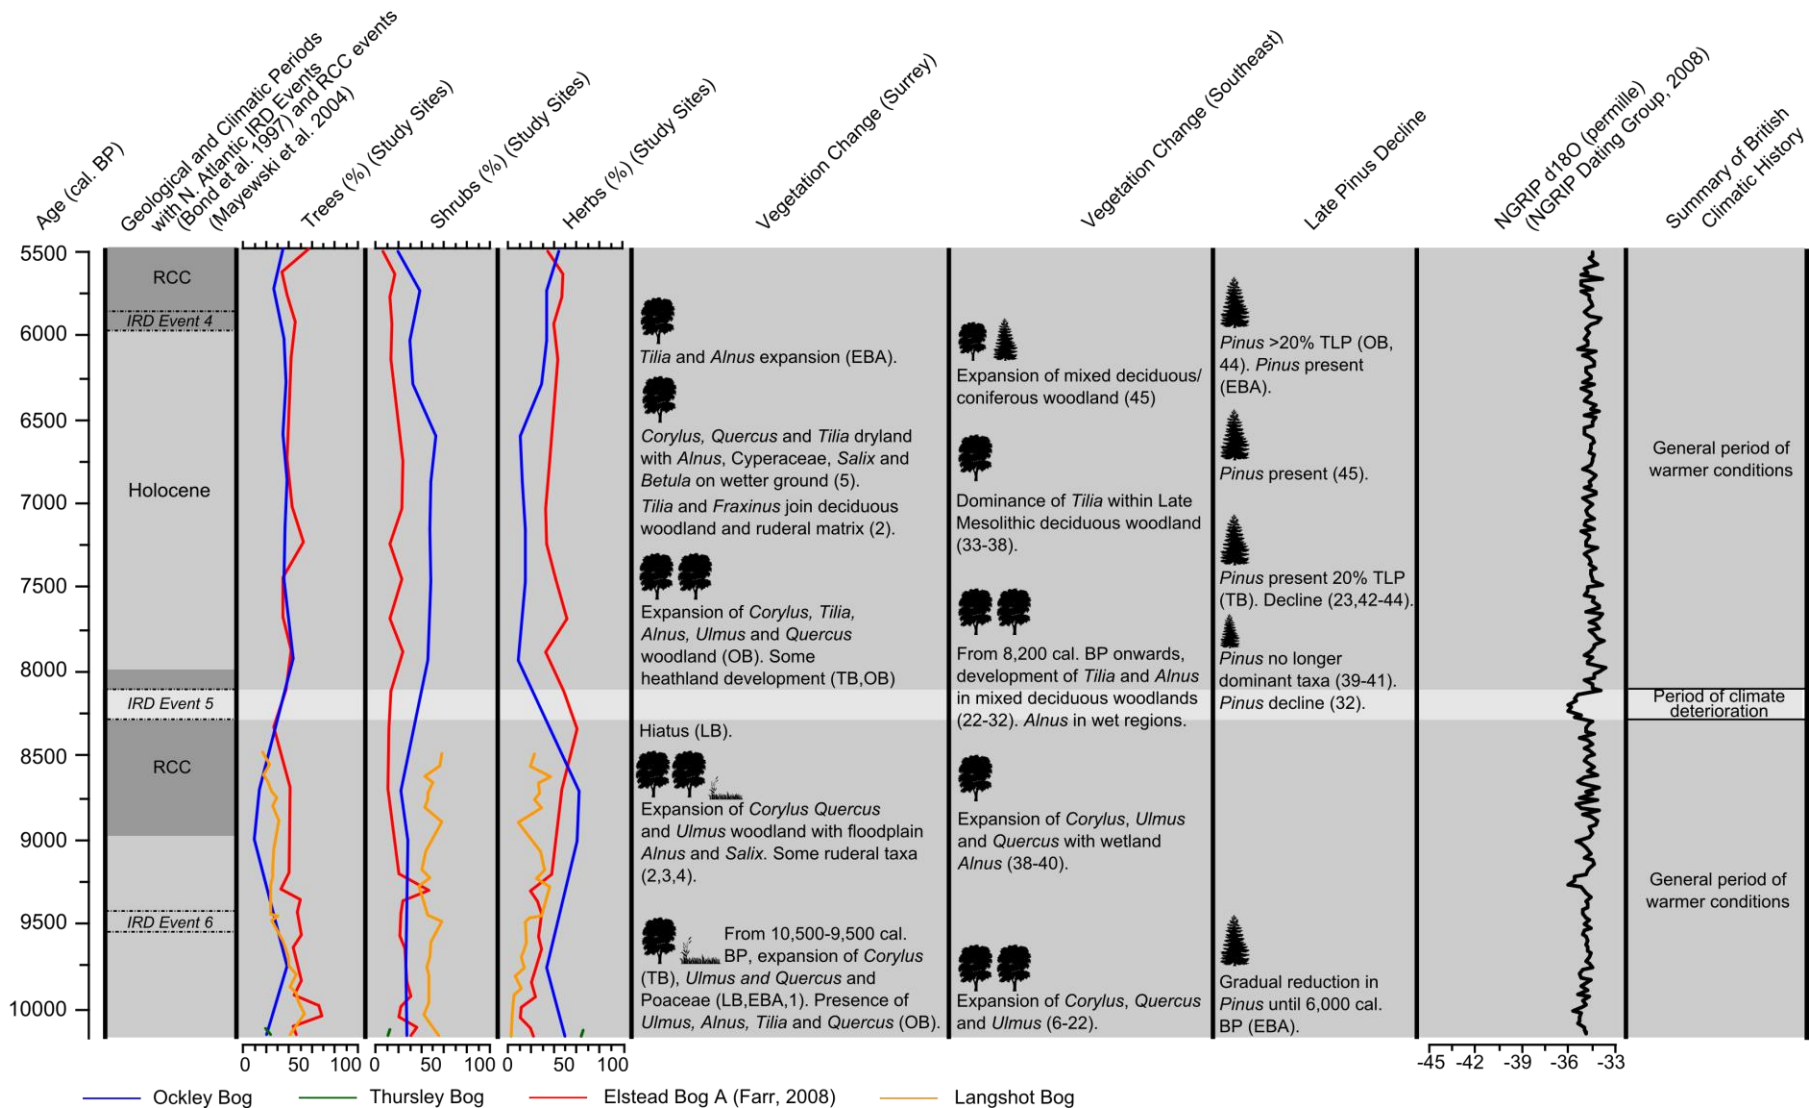 Age (cal. BP)
Geological and Climatic Periods
with N. Atlantic IRD Events
(Bond et al. 1997) and RCC events
(Mayewski et al. 2004)
Trees (%) (Study Sites)
Shrubs (%) (Study Sites)
Herbs (%) (Study Sites)
Vegetation Change (Surrey)
Vegetation Change (Southeast)
Late Pinus Decline
NGRIP d18O (permille)
(NGRIP Dating Group, 2008)
Summary of British
Climatic History
5500
6000
6500
7000
7500
8000
8500
9000
9500
10000
RCC
IRD Event 4
Holocene
IRD Event 5
RCC
IRD Event 6
Tilia and Alnus expansion (EBA).
Corylus, Quercus and Tilia dryland
with Alnus, Cyperaceae, Salix and
Betula on wetter ground (5).
Tilia and Fraxinus join deciduous
woodland and ruderal matrix (2).
Expansion of Corylus, Tilia,
Alnus, Ulmus and Quercus
woodland (OB). Some
heathland development (TB,OB)
Hiatus (LB).
Expansion of Corylus Quercus
and Ulmus woodland with floodplain
Alnus and Salix. Some ruderal taxa
(2,3,4).
From 10,500-9,500 cal.
BP, expansion of Corylus
(TB), Ulmus and Quercus and
Poaceae (LB,EBA,1). Presence of
Ulmus, Alnus, Tilia and Quercus (OB).
Expansion of mixed deciduous/
coniferous woodland (45)
Dominance of Tilia within Late
Mesolithic deciduous woodland
(33-38).
From 8,200 cal. BP onwards,
development of Tilia and Alnus
in mixed deciduous woodlands
(22-32). Alnus in wet regions.
Expansion of Corylus, Ulmus
and Quercus with wetland
Alnus (38-40).
Expansion of Corylus, Quercus
and Ulmus (6-22).
Pinus >20% TLP (OB,
44). Pinus present
(EBA).
Pinus present (45).
Pinus present 20% TLP
(TB). Decline (23,42-44).
Pinus no longer
dominant taxa (39-41).
Pinus decline (32).
Gradual reduction in
Pinus until 6,000 cal.
BP (EBA).
General period of
warmer conditions
Period of climate
deterioration
General period of
warmer conditions
0 50 100
0 50 100
0 50 100
-45 -42 -39 -36 -33
Ockley Bog
Thursley Bog
Elstead Bog A (Farr, 2008)
Langshot Bog